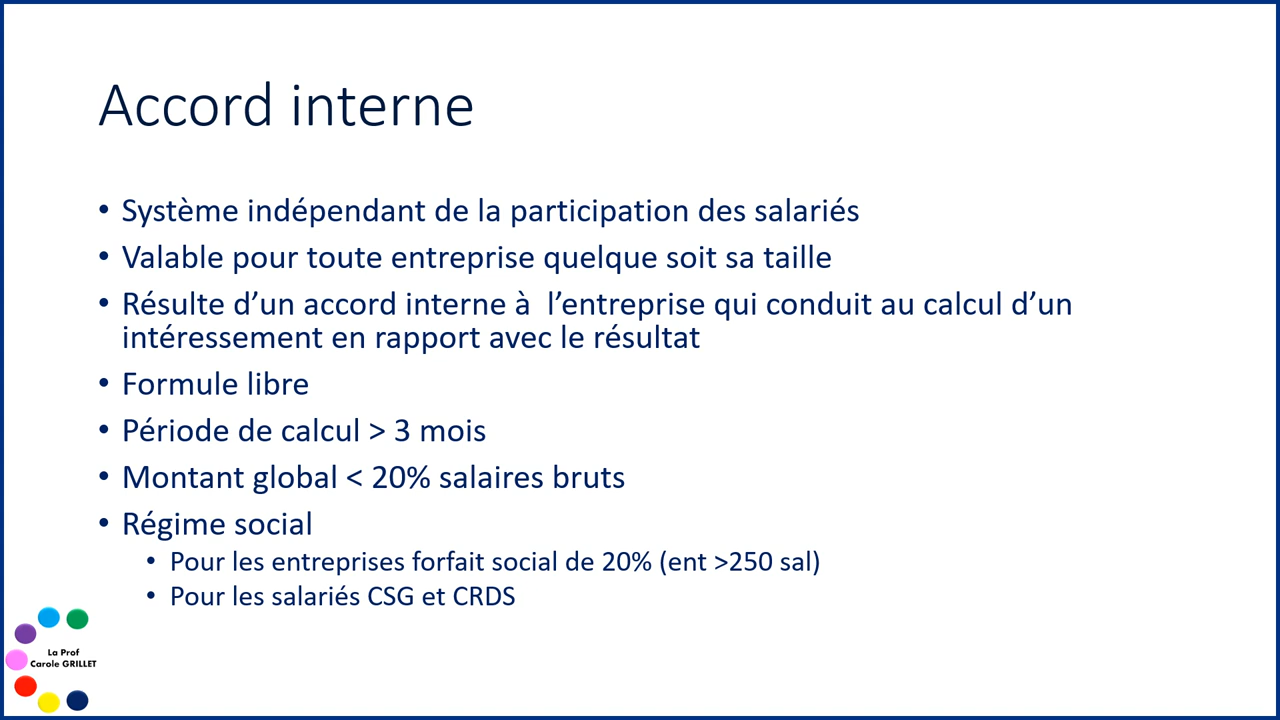 Accord interne
• Système indépendant de la participation des salariés
• Valable pour toute entreprise quelque soit sa taille
• Résulte d’un accord interne à  l’entreprise qui conduit au calcul d’un
intéressement en rapport avec le résultat
• Formule libre
• Période de calcul > 3 mois
• Montant global < 20% salaires bruts
• Régime social
• Pour les entreprises forfait social de 20% (ent >250 sal)
• Pour les salariés CSG et CRDS
La Prof
Carole GRILLET